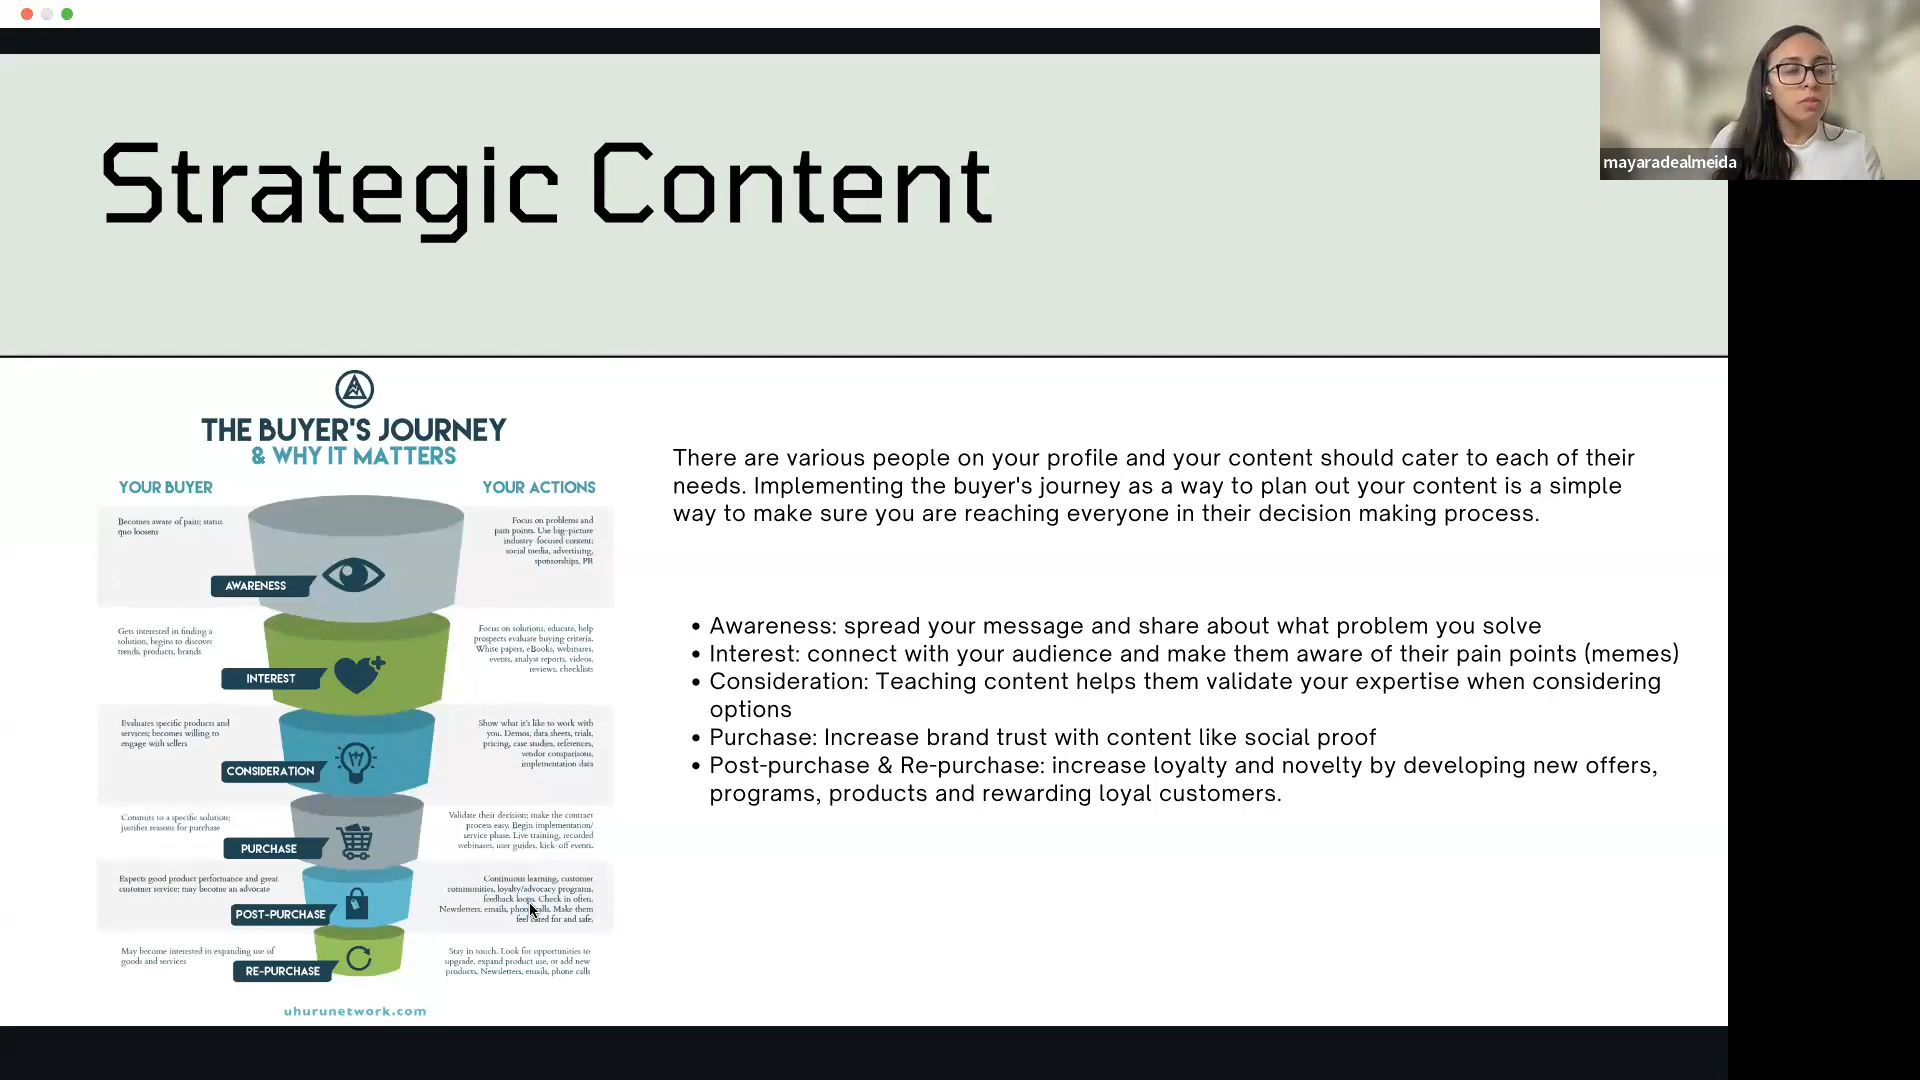 Strategic Content
mayaradealmeida
THE BUYER'S JOURNEY
& WHY IT MATTERS
YOUR BUYER
YOUR ACTIONS
Becomes aware of pain; status
quo loosens
Focus on problems and
pain points. Use big-picture
industry-focused content:
social media, advertising,
sponsorships, PR
AWARENESS
Gets interested in finding a
solution, begins to discover
trends, products, brands
Focus on solutions, educate, help
prospects evaluate buying criteria.
White papers, eBooks, webinares,
events, analyst reports, videos,
reviews, checklists
INTEREST
Evaluates specific products and
services; becomes willing to
engage with sellers
Show what it's like to work with
you. Demos, data sheets, trials,
pricing, case studies, references,
vendor comparisons,
implementation data
CONSIDERATION
Commits to a specific solution;
justifies reasons for purchase
Validate their decision; make the contract
process easy. Begin implementation/
service phase. Live training, recorded
webinares, user guides, kick-off events.
PURCHASE
Expects good product performance and great
customer service; may become an advocate
Continuous learning, customer
communities, loyalty/advocacy programs,
feedback loops. Check in often.
Newsletters, emails, phone calls. Make them
feel cared for and safe.
POST-PURCHASE
May become interested in expanding use of
goods and services
Stay in touch. Look for opportunities to
upgrade, expand product use, or add new
products. Newsletters, emails, phone calls
RE-PURCHASE
uhurunetwork.com
There are various people on your profile and your content should cater to each of their
needs. Implementing the buyer's journey as a way to plan out your content is a simple
way to make sure you are reaching everyone in their decision making process.
• Awareness: spread your message and share about what problem you solve
• Interest: connect with your audience and make them aware of their pain points (memes)
• Consideration: Teaching content helps them validate your expertise when considering
options
• Purchase: Increase brand trust with content like social proof
• Post-purchase & Re-purchase: increase loyalty and novelty by developing new offers,
programs, products and rewarding loyal customers.